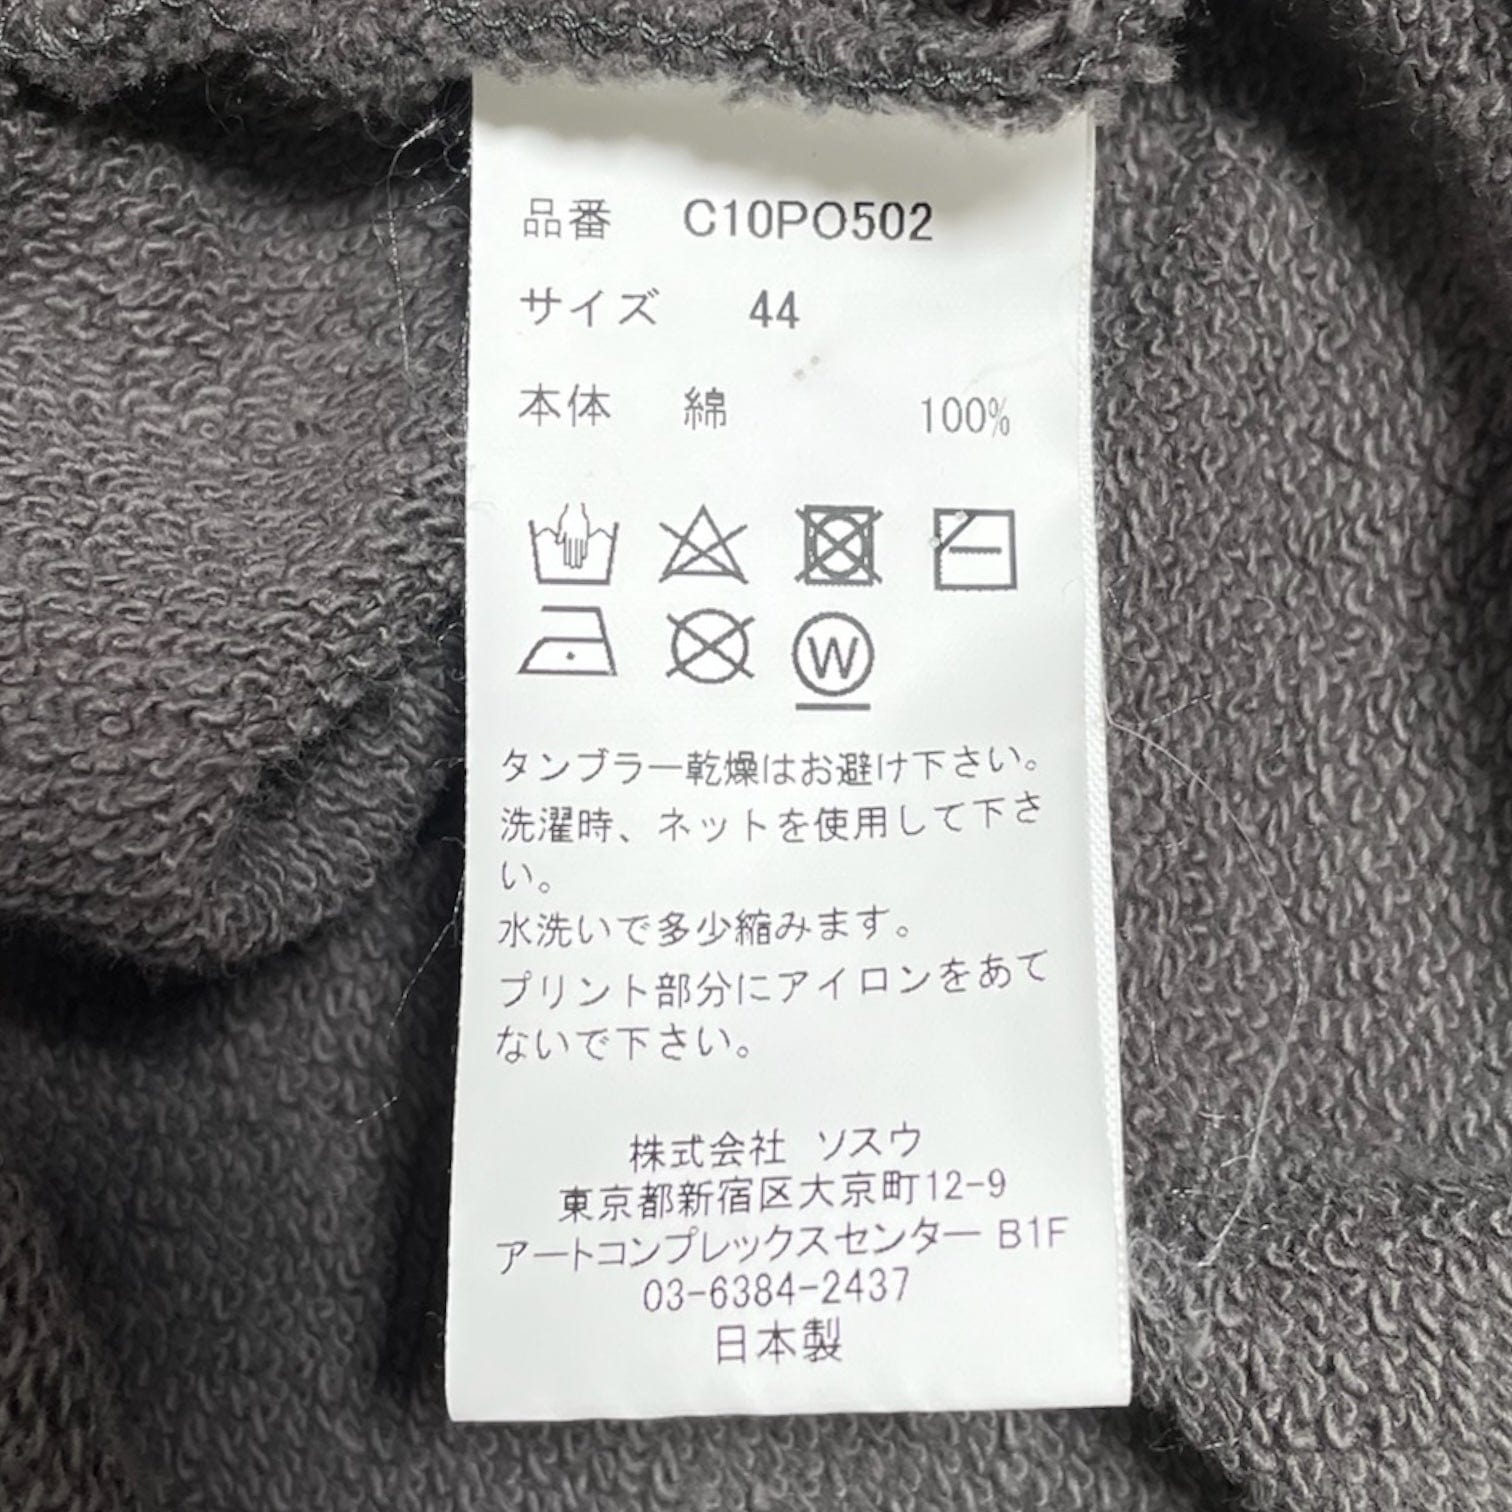 品番 C10PO502
サイズ 44
本体 綿 100%
W
タンブラー乾燥はお避け下さい。
洗濯時、ネットを使用して下さ
い。
水洗いで多少縮みます。
プリント部分にアイロンをあて
ないで下さい。
株式会社 ソスウ
東京都新宿区大京町12-9
アートコンプレックスセンター B1F
03-6384-2437
日本製